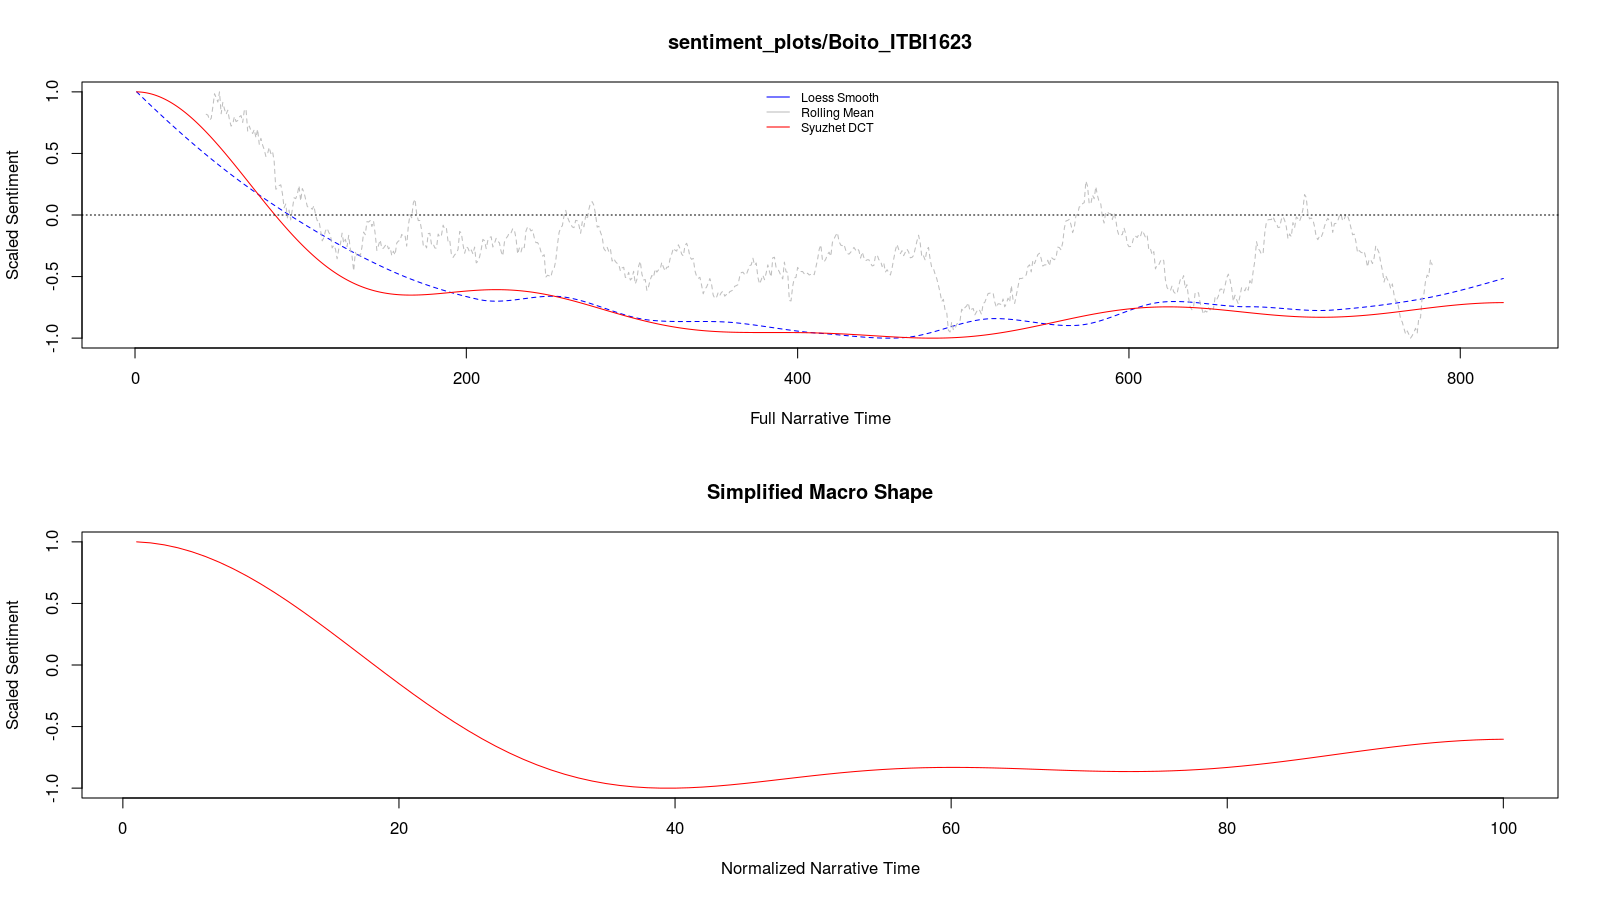 sentiment_plots/Boito_ITBI1623
Loess Smooth
Rolling Mean
Syuzhet DCT
Scaled Sentiment
1.0
0.5
0.0
-0.5
-1.0
0 200 400 600 800
Full Narrative Time
Simplified Macro Shape
Scaled Sentiment
1.0
0.5
0.0
-0.5
-1.0
0 20 40 60 80 100
Normalized Narrative Time